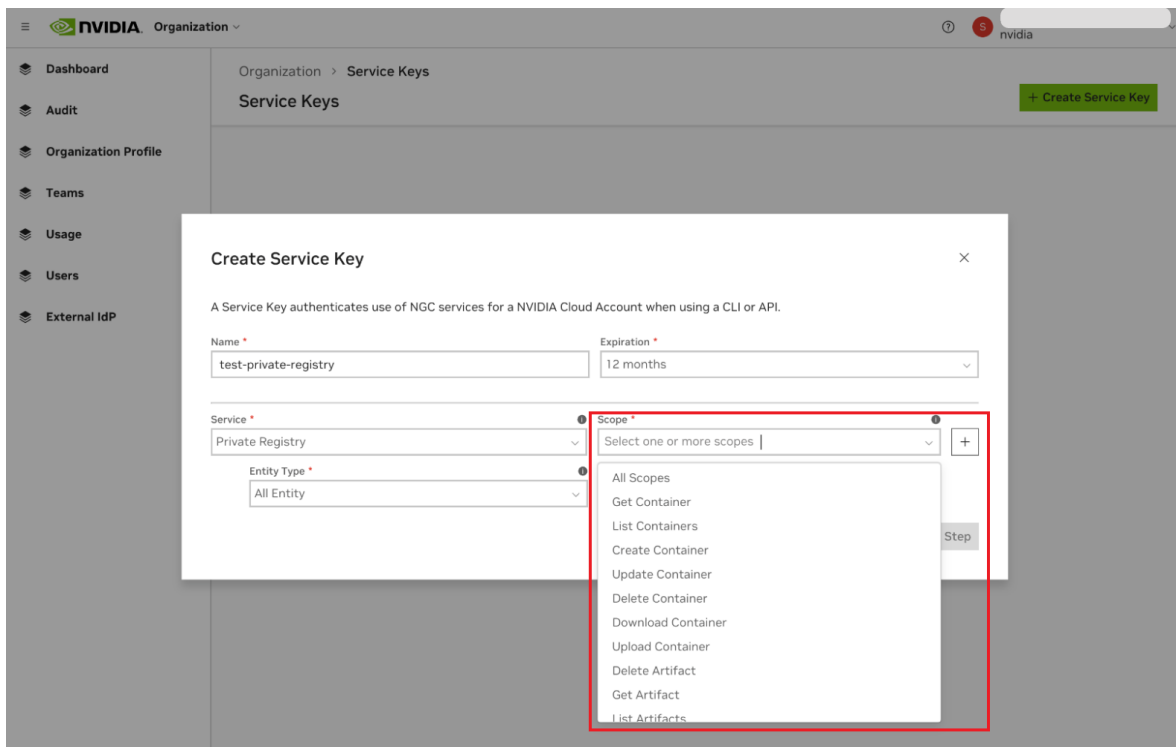 NVIDIA. Organization
S
nvidia
Dashboard
Audit
Organization Profile
Teams
Usage
Users
External IdP
Organization > Service Keys
Service Keys
+ Create Service Key
Create Service Key
A Service Key authenticates use of NGC services for a NVIDIA Cloud Account when using a CLI or API.
Name *
test-private-registry
Expiration *
12 months
Service *
Private Registry
Entity Type *
All Entity
Scope *
Select one or more scopes
+
All Scopes
Get Container
List Containers
Create Container
Update Container
Delete Container
Download Container
Upload Container
Delete Artifact
Get Artifact
List Artifacts
Step